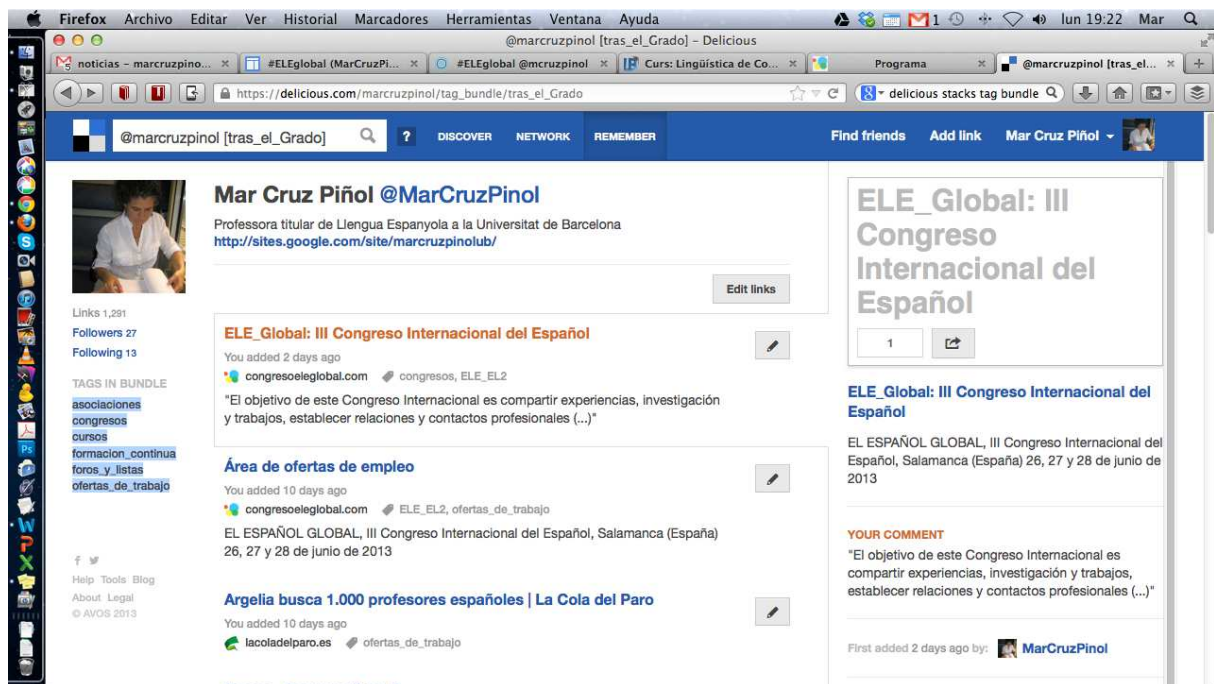 Firefox Archivo Editar Ver Historial Marcadores Herramientas Ventana Ayuda 1 lun 19:22 Mar
@marcruzpinol [tras_el_Grado] – Delicious
noticias – marcruzpino... #ELEglobal (MarCruzPi... #ELEglobal @mcruzpinol Curs: Lingüística de Co... Programa @marcruzpinol [tras_el...
https://delicious.com/marcruzpinol/tag_bundle/tras_el_Grado delicious stacks tag bundle
@marcruzpinol [tras_el_Grado] ? DISCOVER NETWORK REMEMBER Find friends Add link Mar Cruz Piñol
Links 1,291
Followers 27
Following 13
TAGS IN BUNDLE
asociaciones
congresos
cursos
formacion_continua
foros_y_listas
ofertas_de_trabajo
Help Tools Blog
About Legal
© AVOS 2013
Mar Cruz Piñol @MarCruzPinol
Professora titular de Llengua Espanyola a la Universitat de Barcelona
http://sites.google.com/site/marcruzpinolub/
Edit links
ELE_Global: III Congreso Internacional del Español
You added 2 days ago
congresoeleglobal.com congresos, ELE_EL2
"El objetivo de este Congreso Internacional es compartir experiencias, investigación
y trabajos, establecer relaciones y contactos profesionales (...)"
Área de ofertas de empleo
You added 10 days ago
congresoeleglobal.com ELE_EL2, ofertas_de_trabajo
EL ESPAÑOL GLOBAL, III Congreso Internacional del Español, Salamanca (España)
26, 27 y 28 de junio de 2013
Argelia busca 1.000 profesores españoles | La Cola del Paro
You added 10 days ago
lacoladelparo.es ofertas_de_trabajo
ELE_Global: III
Congreso
Internacional del
Español
1
ELE_Global: III Congreso Internacional del
Español
EL ESPAÑOL GLOBAL, III Congreso Internacional del
Español, Salamanca (España) 26, 27 y 28 de junio de
2013
YOUR COMMENT
"El objetivo de este Congreso Internacional es
compartir experiencias, investigación y trabajos,
establecer relaciones y contactos profesionales (...)"
First added 2 days ago by: MarCruzPinol